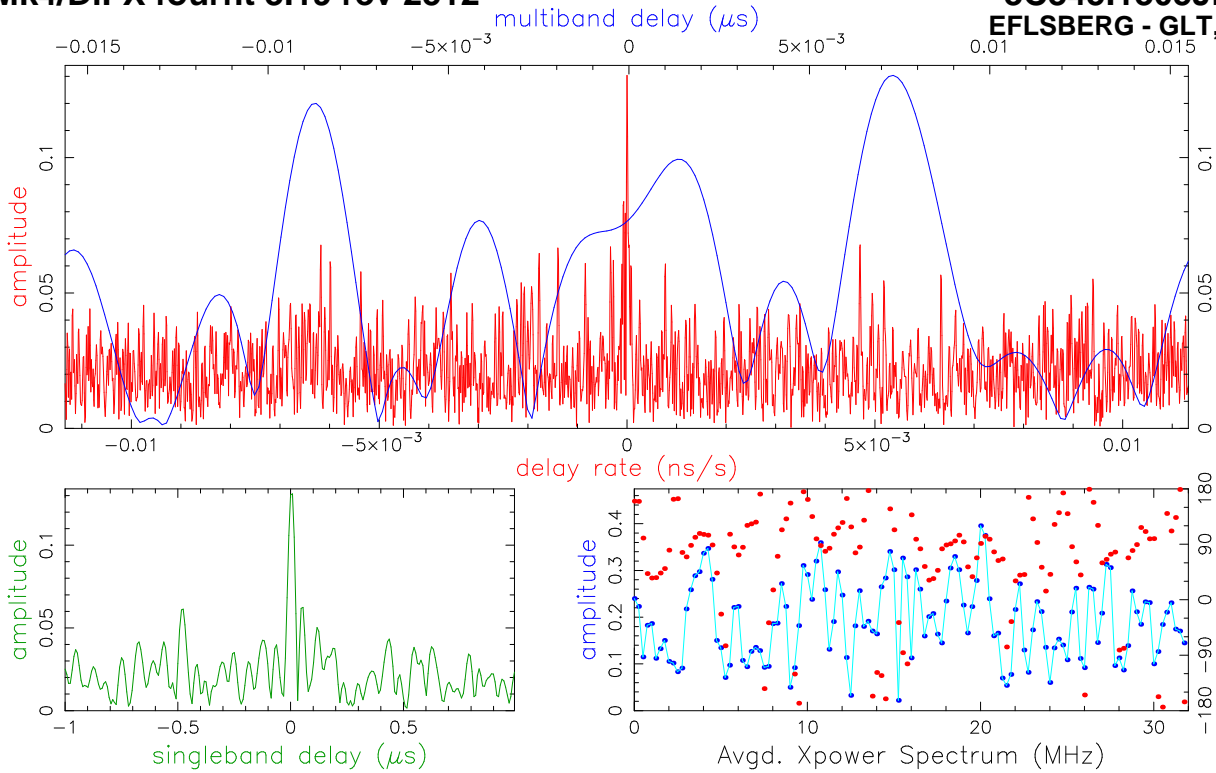 multiband delay (μs)
EFLSBERG - GLT,
−0.015 −0.01 −5×10⁻³ 0 5×10⁻³ 0.01 0.015
amplitude
0 0.05 0.1
0 0.05 0.1
−0.01 −5×10⁻³ 0 5×10⁻³ 0.01
delay rate (ns/s)
amplitude
0 0.05 0.1
−1 −0.5 0 0.5
singleband delay (μs)
amplitude
0 0.1 0.2 0.3 0.4
−180 −90 0 90 180
0 10 20 30
Avgd. Xpower Spectrum (MHz)